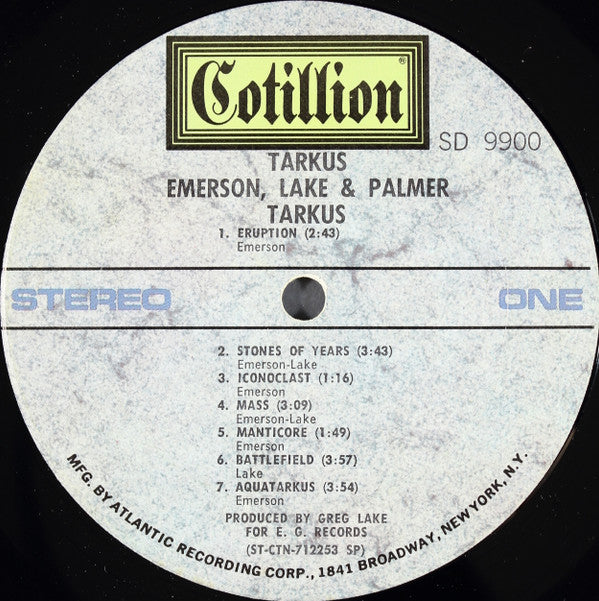 Cotillion®
SD 9900
TARKUS
EMERSON, LAKE & PALMER
TARKUS
1. ERUPTION (2:43)
Emerson
STEREO ONE
2. STONES OF YEARS (3:43)
Emerson-Lake
3. ICONOCLAST (1:16)
Emerson
4. MASS (3:09)
Emerson-Lake
5. MANTICORE (1:49)
Emerson
6. BATTLEFIELD (3:57)
Lake
7. AQUATARKUS (3:54)
Emerson
PRODUCED BY GREG LAKE
FOR E. G. RECORDS
(ST-CTN-712253 SP)
MFG. BY ATLANTIC RECORDING CORP., 1841 BROADWAY, NEW YORK, N.Y.